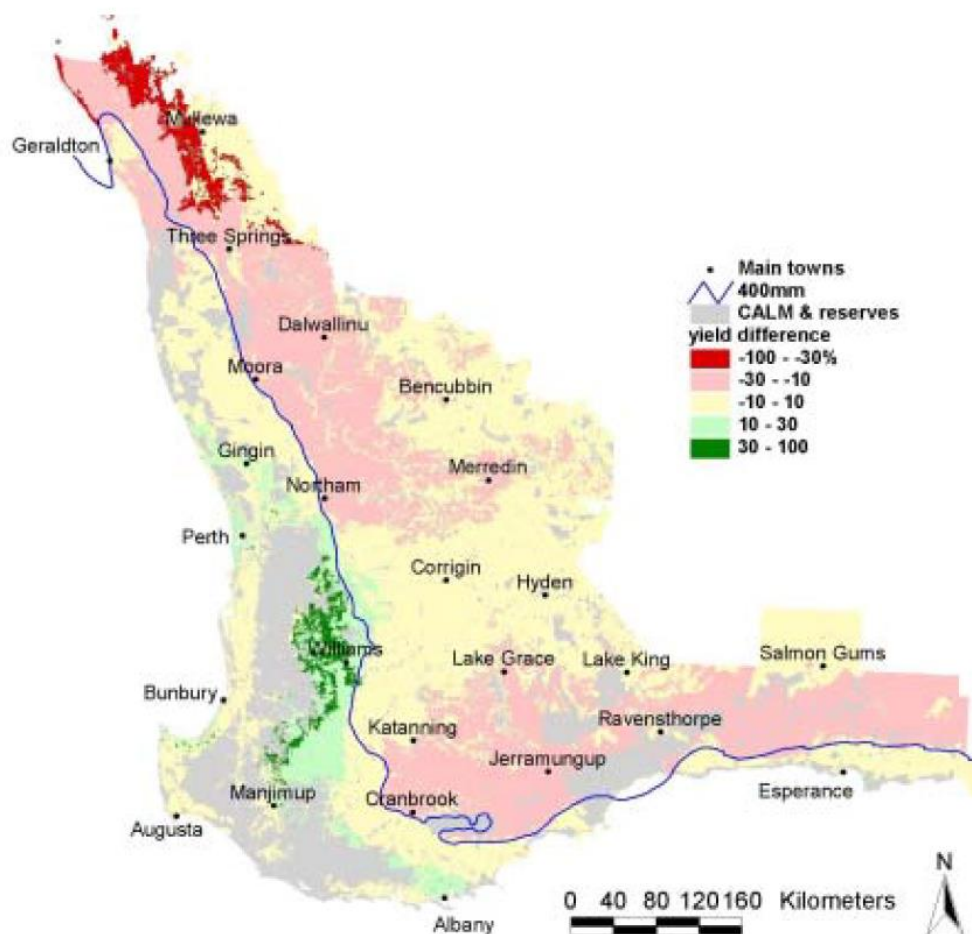 Mullewa
Geraldton
Three Springs
Main towns
400mm
CALM & reserves
yield difference
-100 - -30%
-30 - -10
-10 - 10
10 - 30
30 - 100
Dalwallinu
Moora
Bencubbin
Gingin
Merredin
Northam
Perth
Corrigin
Hyden
Williams
Lake Grace
Lake King
Salmon Gums
Bunbury
Katanning
Ravensthorpe
Jerramungup
Manjimup
Cranbrook
Esperance
Augusta
Albany
0 40 80 120 160 Kilometers
N